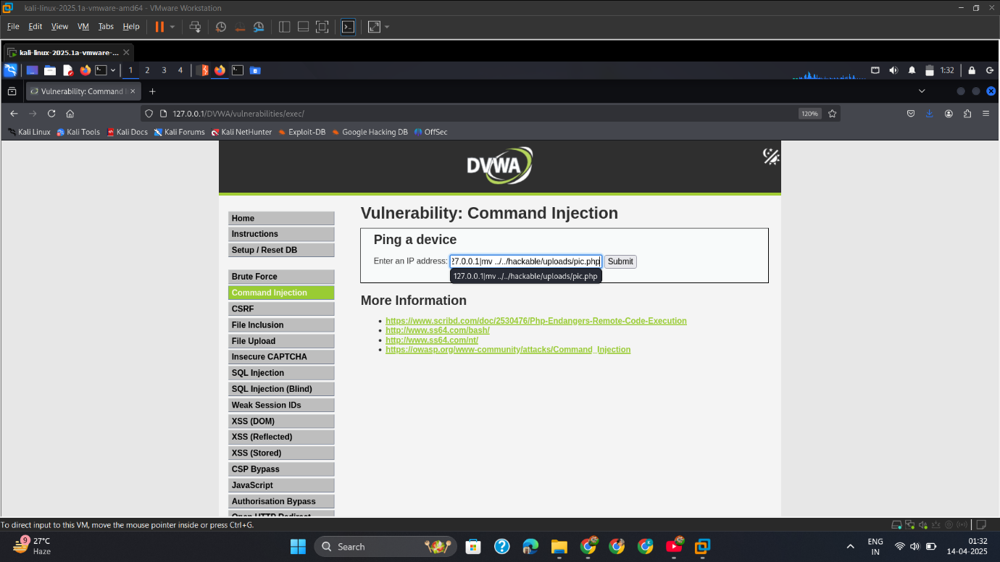 kali-linux-2025.1a-vmware-amd64 - VMware Workstation
File Edit View VM Tabs Help
kali-linux-2025.1a-vmware-...
1 2 3 4 1:32
Vulnerability: Command I
127.0.0.1/DVWA/vulnerabilities/exec/ 120%
Kali Linux Kali Tools Kali Docs Kali Forums Kali NetHunter Exploit-DB Google Hacking DB OffSec
DVWA
Home
Instructions
Setup / Reset DB
Brute Force
Command Injection
CSRF
File Inclusion
File Upload
Insecure CAPTCHA
SQL Injection
SQL Injection (Blind)
Weak Session IDs
XSS (DOM)
XSS (Reflected)
XSS (Stored)
CSP Bypass
JavaScript
Authorisation Bypass
Open HTTP Redirect
Vulnerability: Command Injection
Ping a device
Enter an IP address: 27.0.0.1|mv ../../hackable/uploads/pic.php Submit
127.0.0.1|mv ../../hackable/uploads/pic.php
More Information
https://www.scribd.com/doc/2530476/Php-Endangers-Remote-Code-Execution
http://www.ss64.com/bash/
http://www.ss64.com/nt/
https://owasp.org/www-community/attacks/Command_Injection
To direct input to this VM, move the mouse pointer inside or press Ctrl+G.
9 27°C
Haze
Search
ENG
IN
01:32
14-04-2025